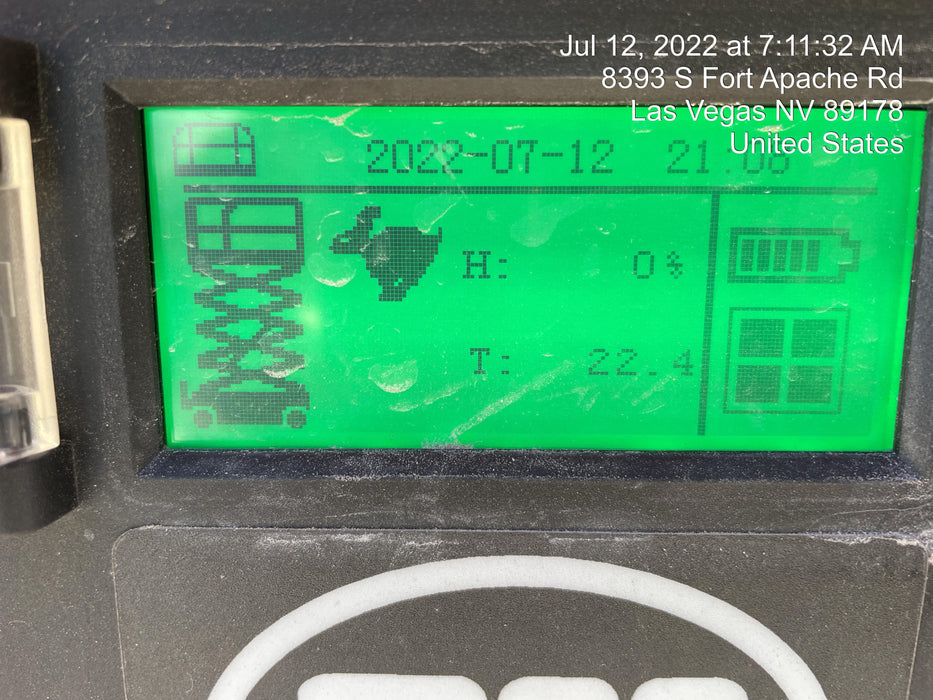 Jul 12, 2022 at 7:11:32 AM
8393 S Fort Apache Rd
Las Vegas NV 89178
United States
2022-07-12
H: 0%
T: 22.4